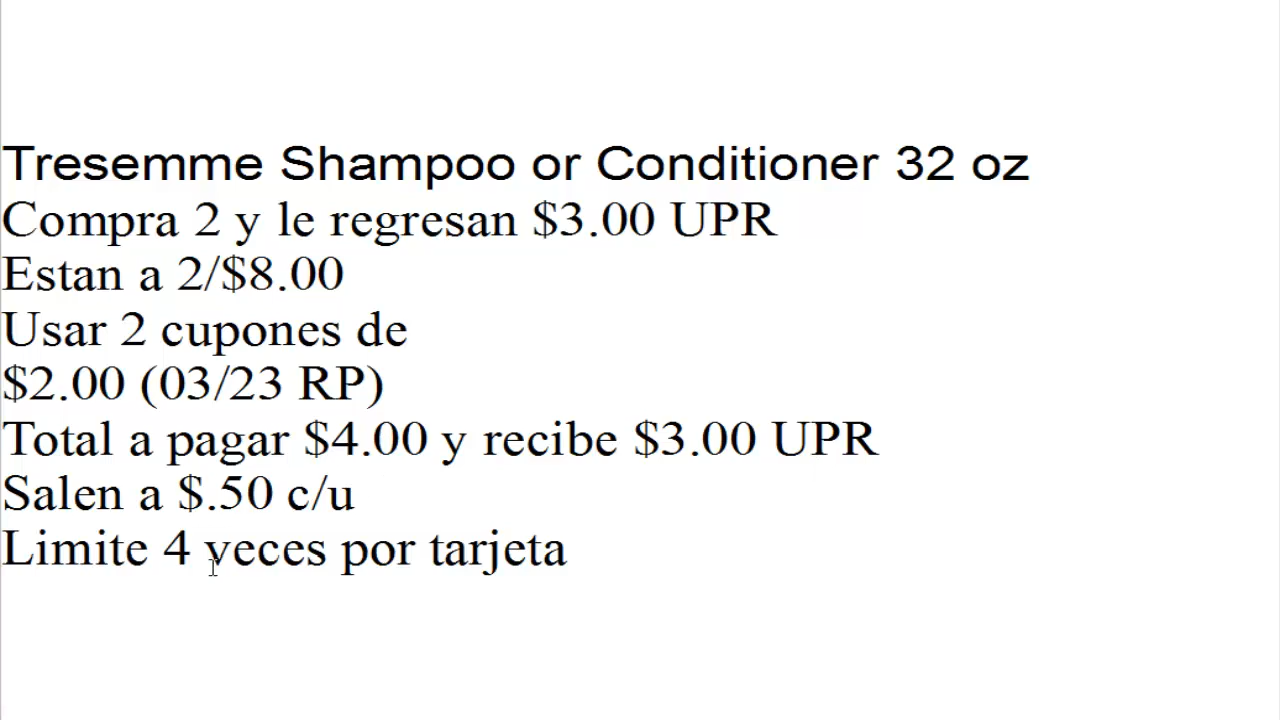 Tresemme Shampoo or Conditioner 32 oz
Compra 2 y le regresan $3.00 UPR
Estan a 2/$8.00
Usar 2 cupones de
$2.00 (03/23 RP)
Total a pagar $4.00 y recibe $3.00 UPR
Salen a $.50 c/u
Limite 4 veces por tarjeta